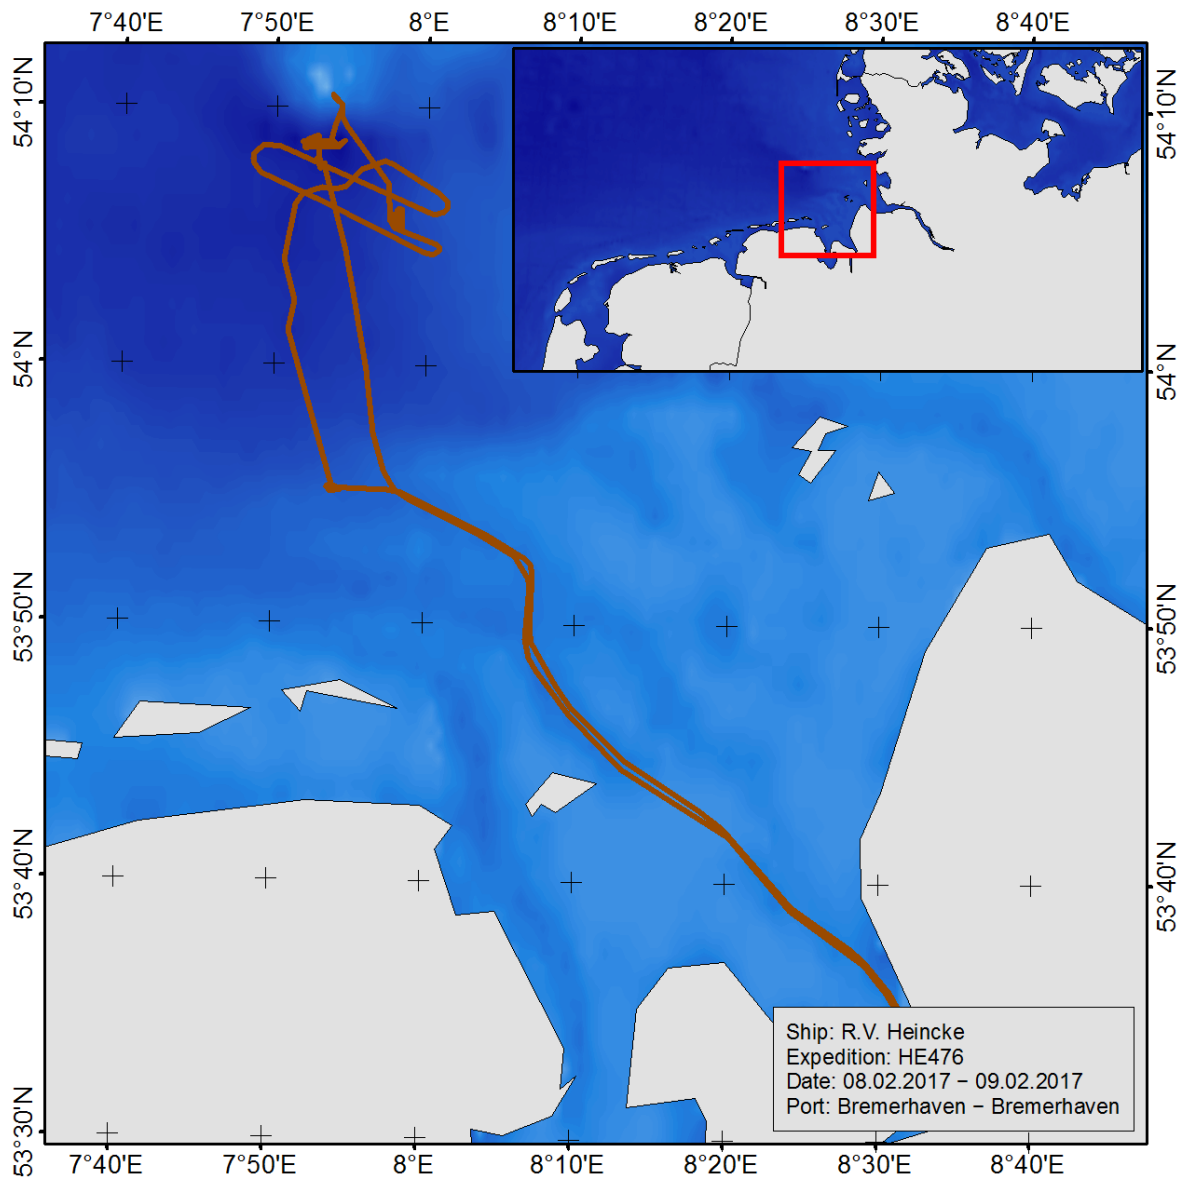 7°40'E 7°50'E 8°E 8°10'E 8°20'E 8°30'E 8°40'E
54°10'N 54°10'N
54°N 54°N
53°50'N 53°50'N
53°40'N 53°40'N
53°30'N
Ship: R.V. Heincke
Expedition: HE476
Date: 08.02.2017 − 09.02.2017
Port: Bremerhaven − Bremerhaven
7°40'E 7°50'E 8°E 8°10'E 8°20'E 8°30'E 8°40'E